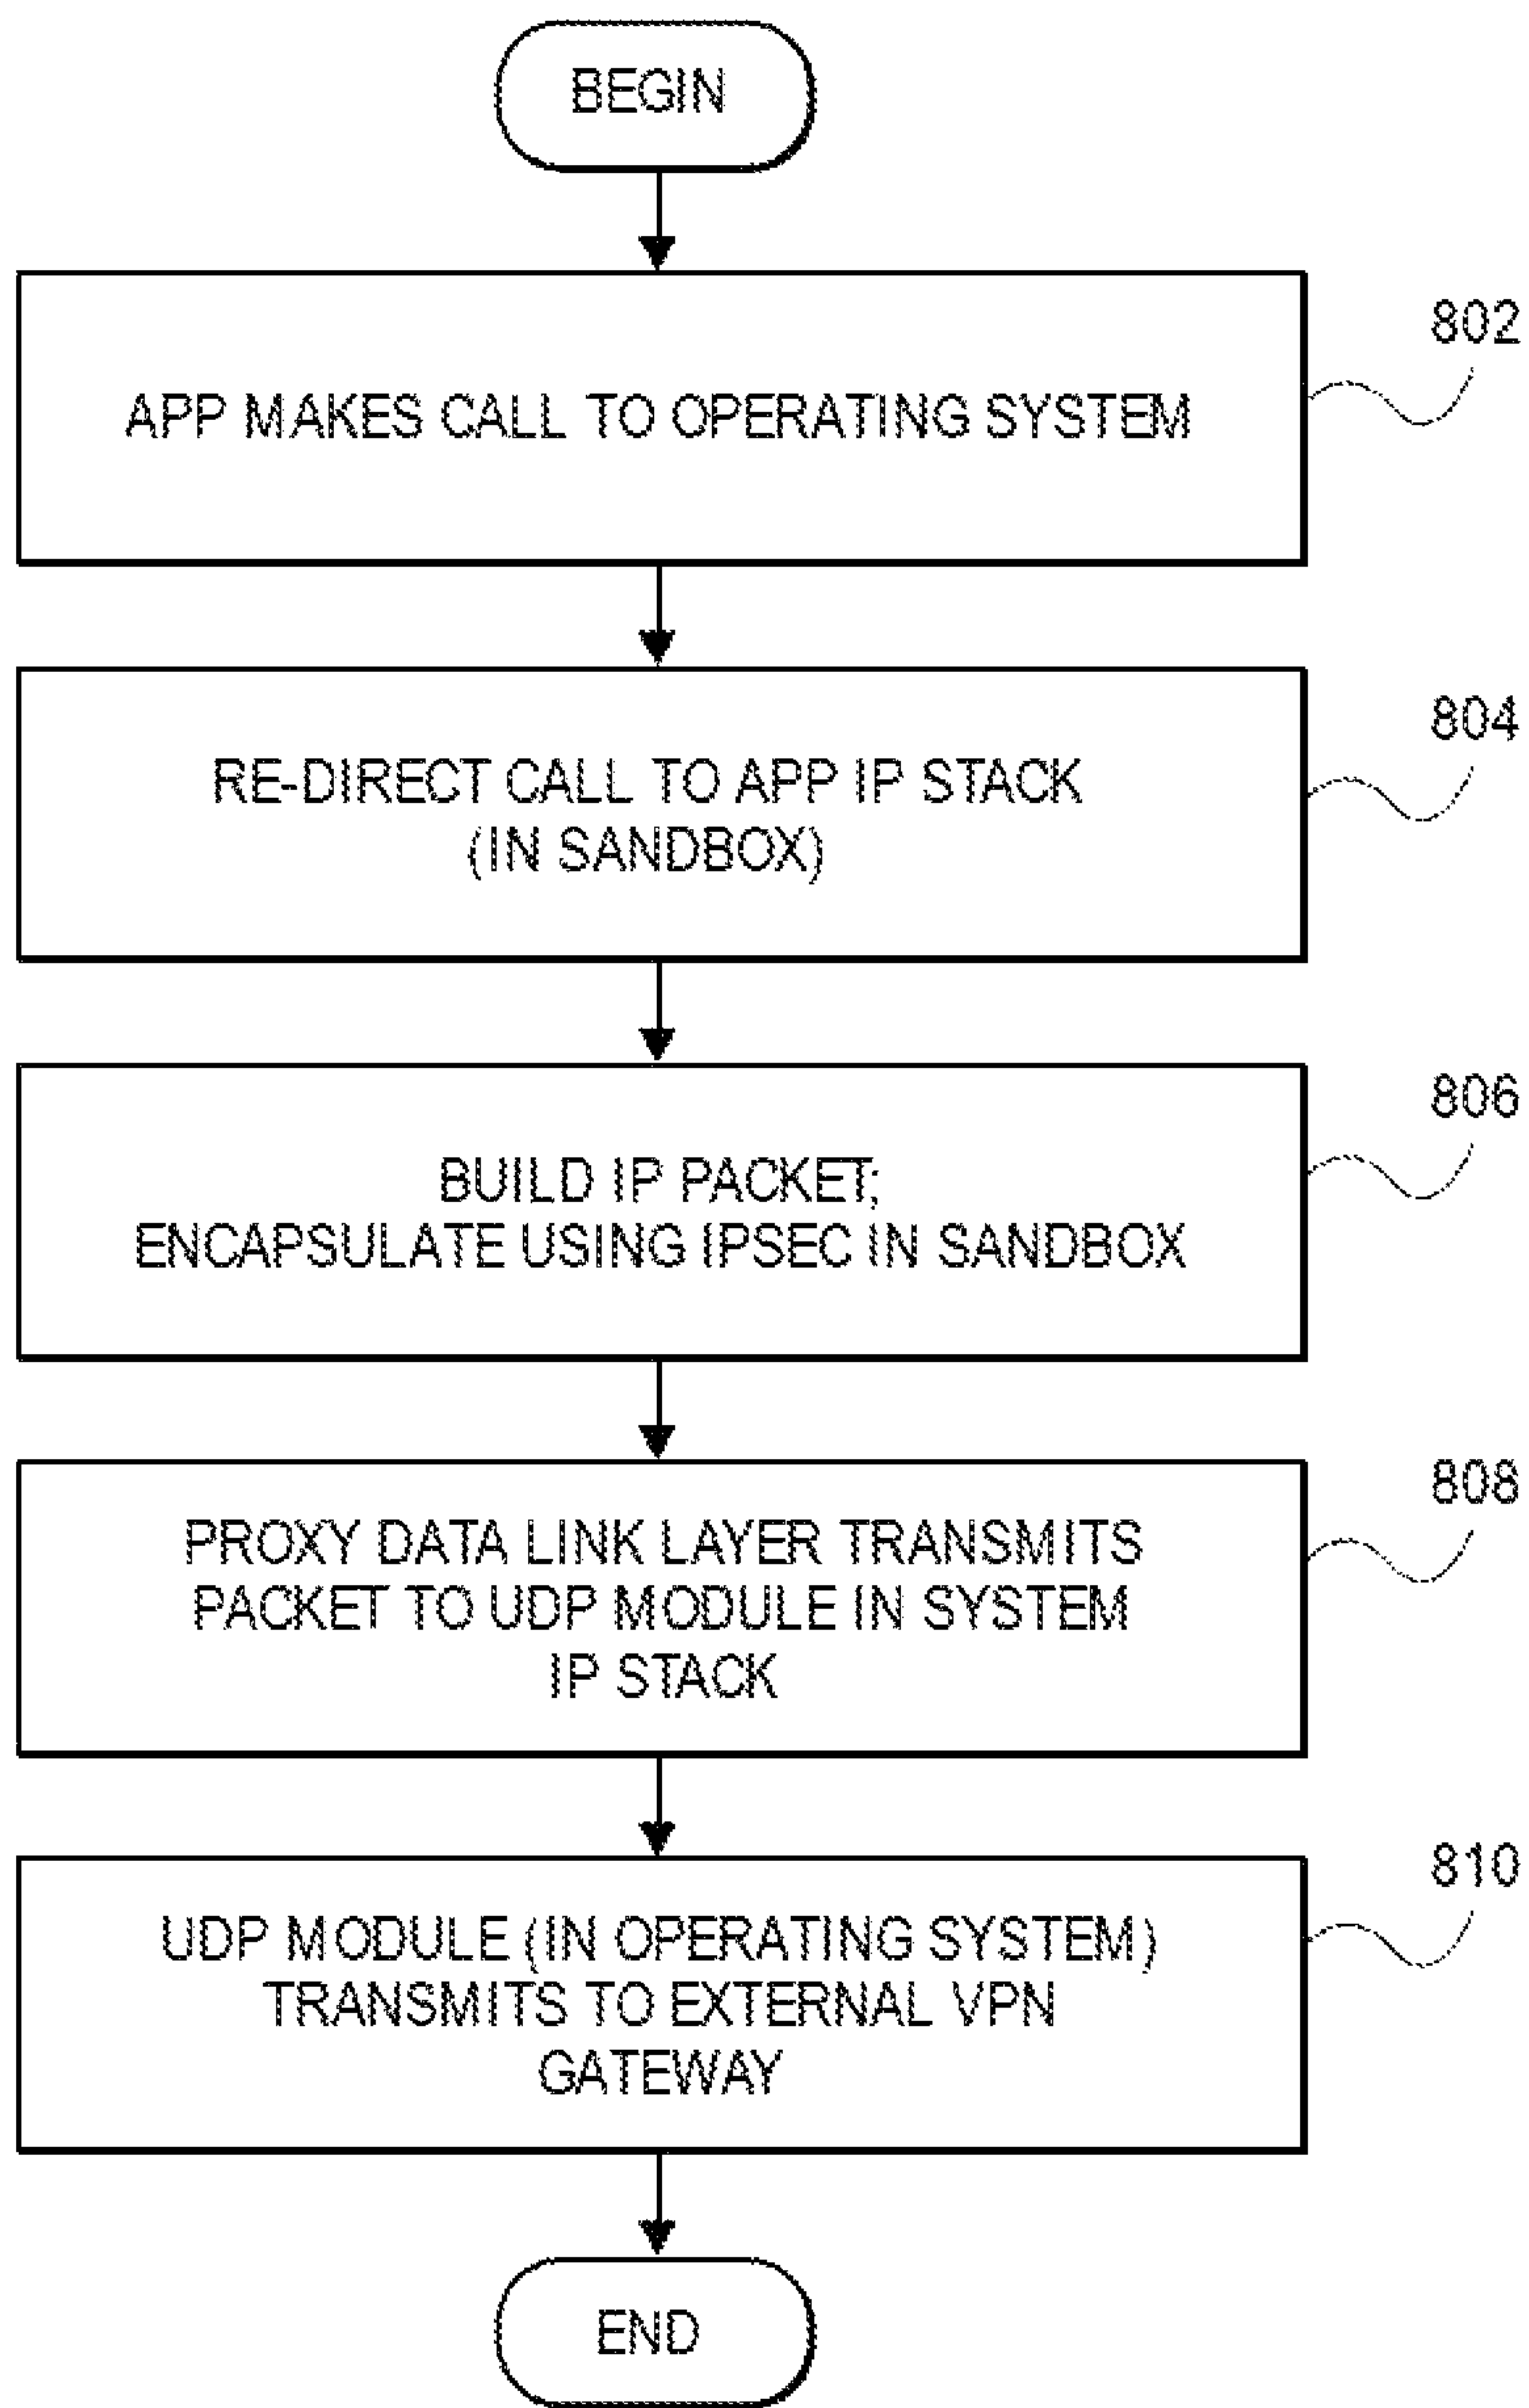 BEGIN
802
APP MAKES CALL TO OPERATING SYSTEM
804
RE-DIRECT CALL TO APP IP STACK
(IN SANDBOX)
806
BUILD IP PACKET;
ENCAPSULATE USING IPSEC IN SANDBOX
808
PROXY DATA LINK LAYER TRANSMITS
PACKET TO UDP MODULE IN SYSTEM
IP STACK
810
UDP MODULE (IN OPERATING SYSTEM)
TRANSMITS TO EXTERNAL VPN
GATEWAY
END